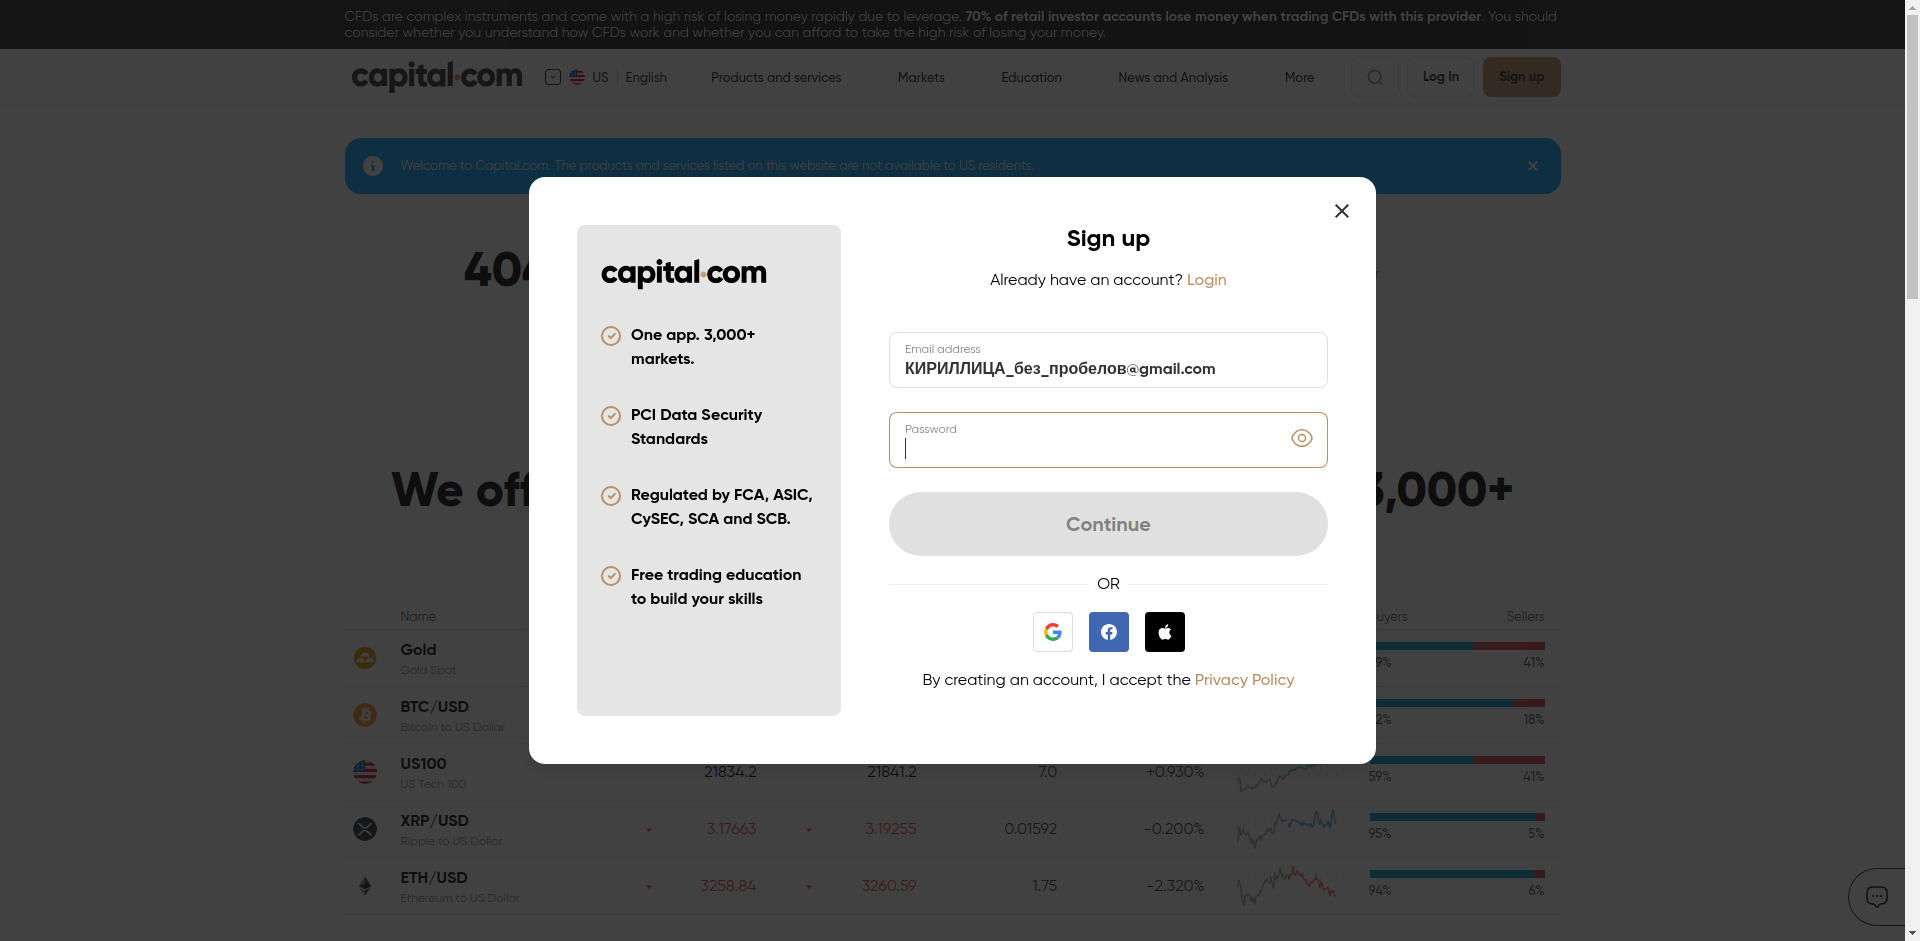 CFDs are complex instruments and come with a high risk of losing money rapidly due to leverage. 70% of retail investor accounts lose money when trading CFDs with this provider. You should
consider whether you understand how CFDs work and whether you can afford to take the high risk of losing your money.
capital.com
US
English
Products and services
Markets
Education
News and Analysis
More
Log In
Sign up
Welcome to Capital.com. The products and services listed on this website are not available to US residents.
404
We off
3,000+
capital.com
One app. 3,000+
markets.
PCI Data Security
Standards
Regulated by FCA, ASIC,
CySEC, SCA and SCB.
Free trading education
to build your skills
Sign up
Already have an account? Login
Email address
КИРИЛЛИЦА_без_пробелов@gmail.com
Password
Continue
OR
By creating an account, I accept the Privacy Policy
Name
uyers
Sellers
Gold
Gold Spot
9%
41%
BTC/USD
Bitcoin to US Dollar
2%
18%
US100
US Tech 100
21834.2
21841.2
7.0
+0.930%
59%
41%
XRP/USD
Ripple to US Dollar
3.17663
3.19255
0.01592
-0.200%
95%
5%
ETH/USD
Ethereum to US Dollar
3258.84
3260.59
1.75
-2.320%
94%
6%